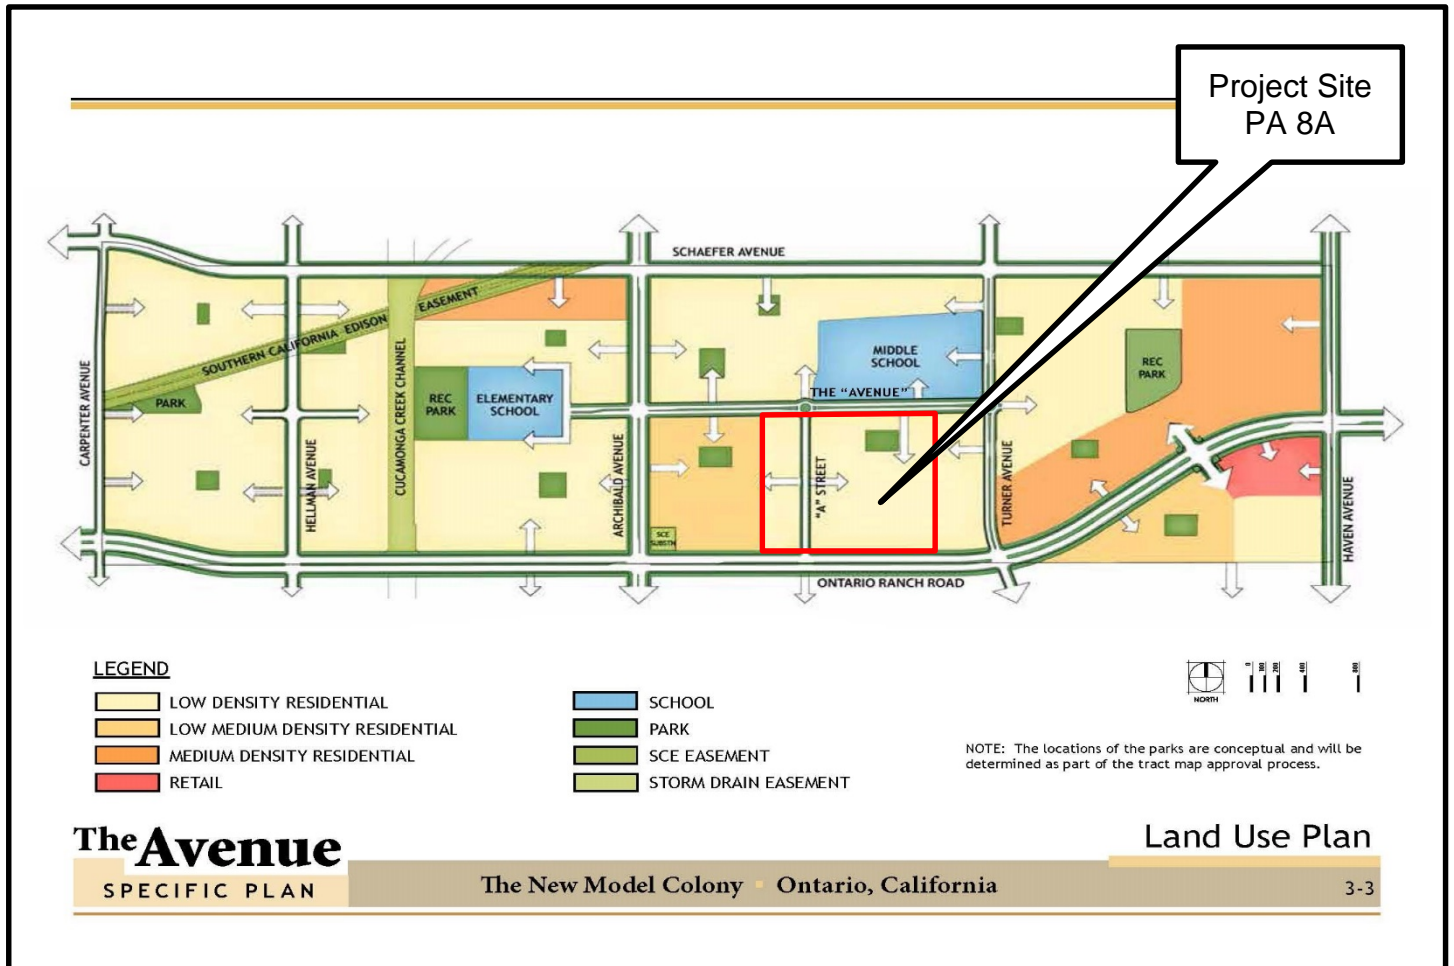 Project Site
PA 8A
SCHAEFER AVENUE
SOUTHERN CALIFORNIA EDISON EASEMENT
CARPENTER AVENUE
PARK
HELLMAN AVENUE
CUCAMONGA CREEK CHANNEL
REC
PARK
ELEMENTARY
SCHOOL
ARCHIBALD AVENUE
SCE
SUBSTN
MIDDLE
SCHOOL
THE “AVENUE”
“A” STREET
TURNER AVENUE
REC
PARK
HAVEN AVENUE
ONTARIO RANCH ROAD
LEGEND
LOW DENSITY RESIDENTIAL
LOW MEDIUM DENSITY RESIDENTIAL
MEDIUM DENSITY RESIDENTIAL
RETAIL
SCHOOL
PARK
SCE EASEMENT
STORM DRAIN EASEMENT
NORTH
0
100
200
400
800
NOTE: The locations of the parks are conceptual and will be
determined as part of the tract map approval process.
The Avenue
SPECIFIC PLAN
Land Use Plan
The New Model Colony Ontario, California
3-3